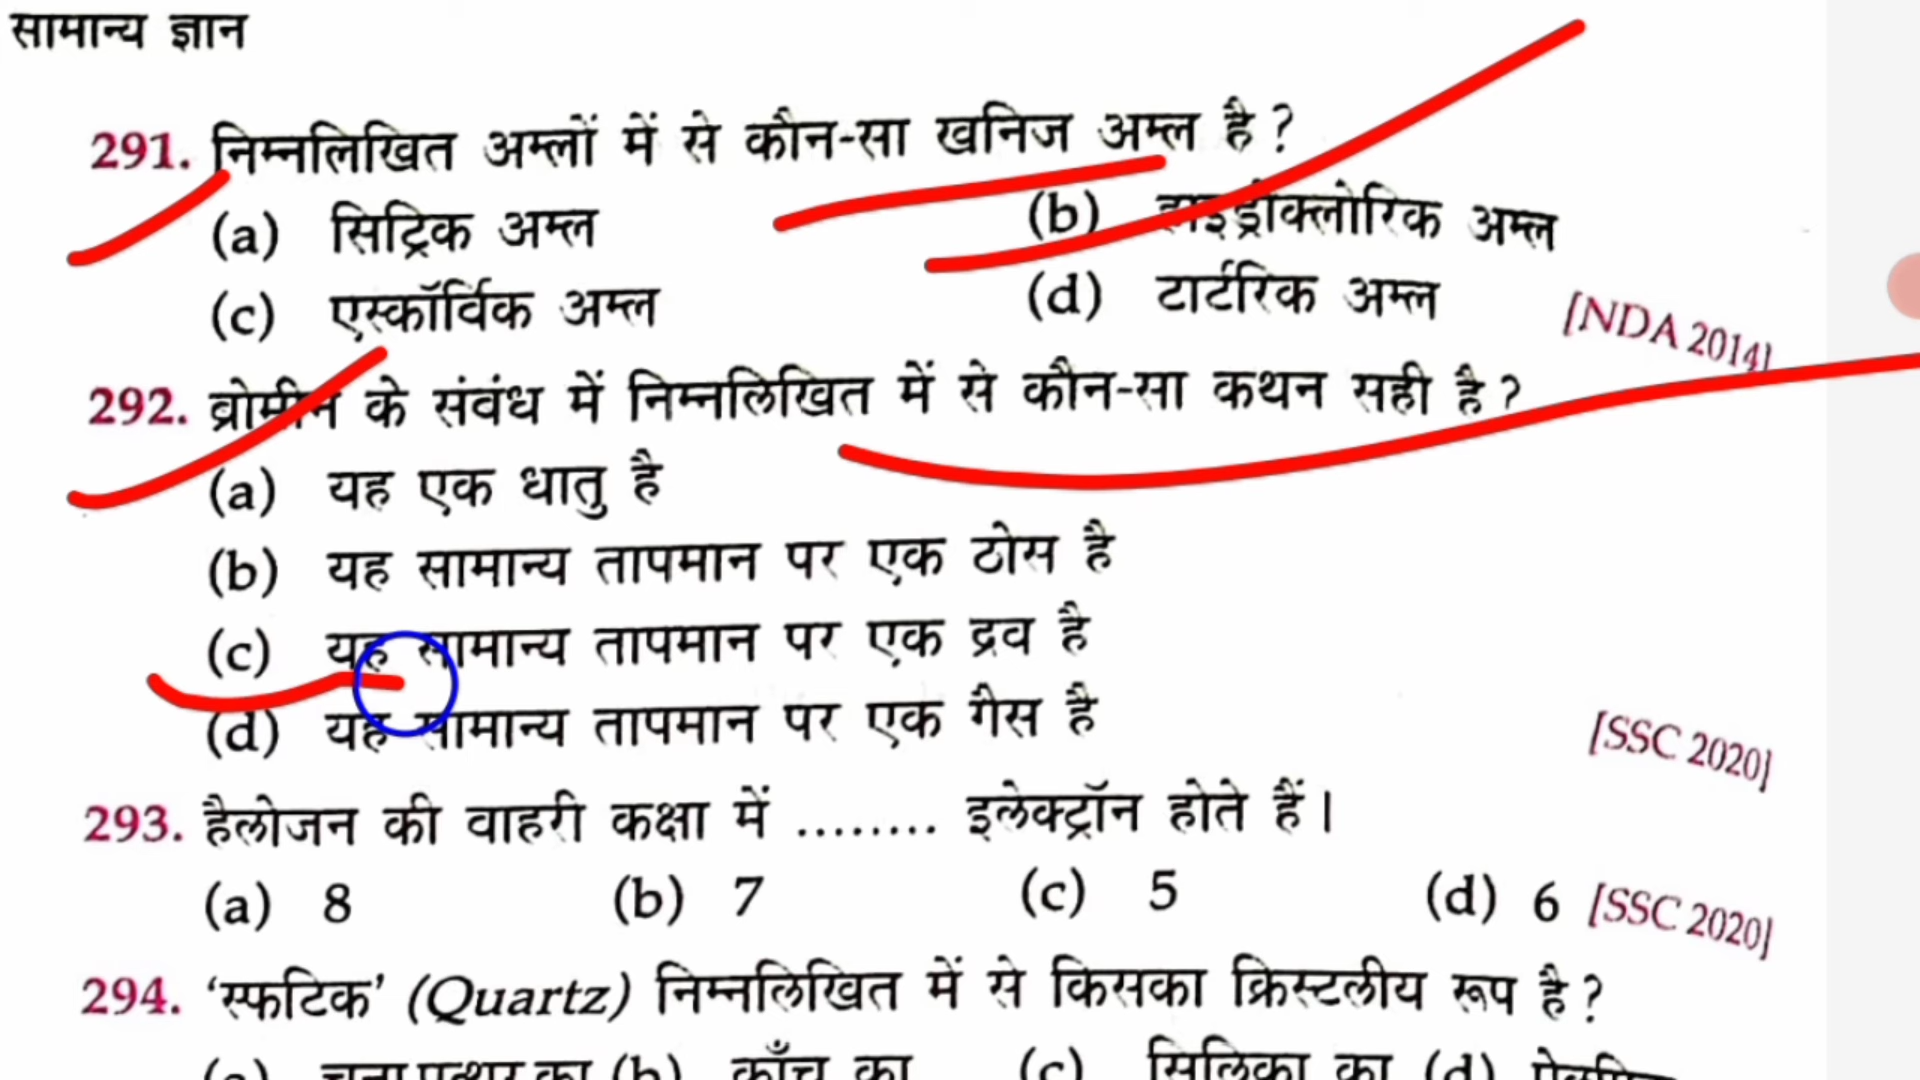 सामान्य ज्ञान
291. निम्नलिखित अम्लों में से कौन-सा खनिज अम्ल है ?
(a) सिट्रिक अम्ल (b) हाइड्रोक्लोरिक अम्ल
(c) एस्कॉर्विक अम्ल (d) टार्टरिक अम्ल [NDA 2014]
292. ब्रोमीन के संबंध में निम्नलिखित में से कौन-सा कथन सही है ?
(a) यह एक धातु है
(b) यह सामान्य तापमान पर एक ठोस है
(c) यह सामान्य तापमान पर एक द्रव है
(d) यह सामान्य तापमान पर एक गैस है [SSC 2020]
293. हैलोजन की वाहरी कक्षा में ........ इलेक्ट्रॉन होते हैं।
(a) 8 (b) 7 (c) 5 (d) 6 [SSC 2020]
294. ‘स्फटिक’ (Quartz) निम्नलिखित में से किसका क्रिस्टलीय रूप है ?
(a) चूना पत्थर का (b) काँच का (c) सिलिका का (d)